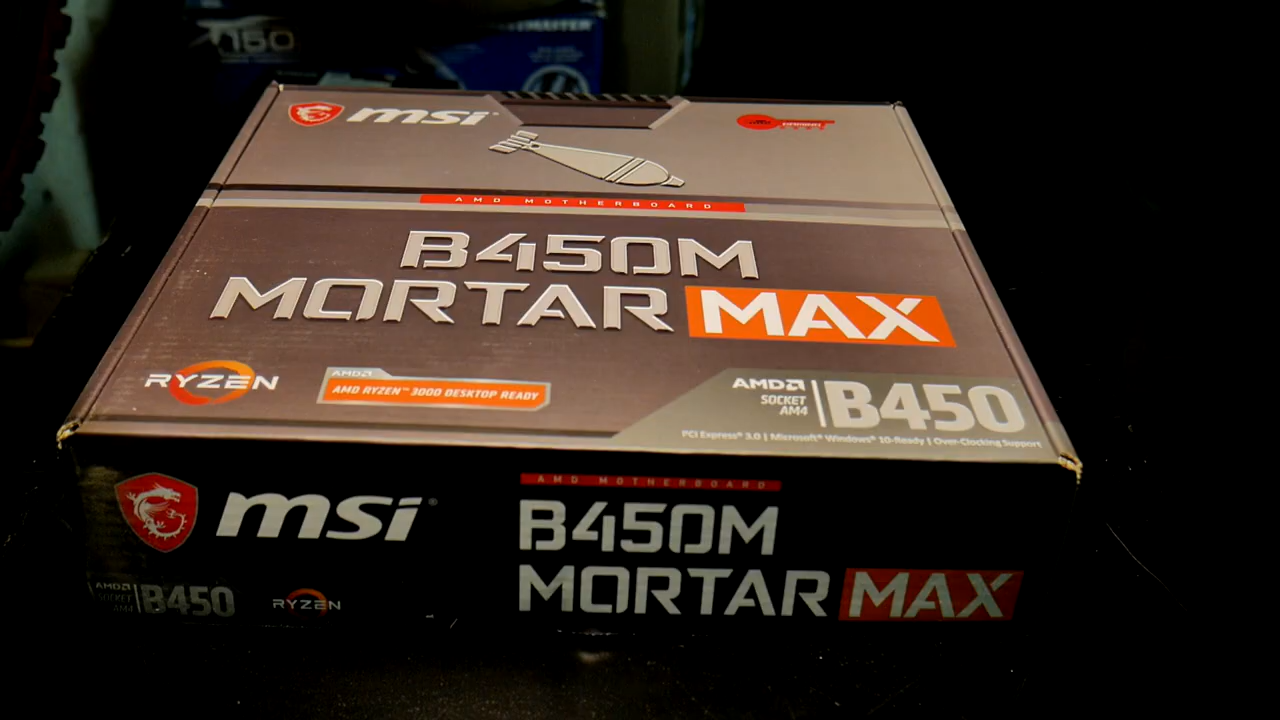 150
msi
AMD MOTHERBOARD
B450M
MORTAR MAX
RYZEN
AMD
AMD RYZEN™ 3000 DESKTOP READY
AMD
SOCKET
AM4
B450
PCI Express® 3.0 | Microsoft® Windows® 10-Ready | Over-Clocking Support
msi®
AMD MOTHERBOARD
B450M
MORTAR MAX
AMD
SOCKET
AM4
B450
RYZEN